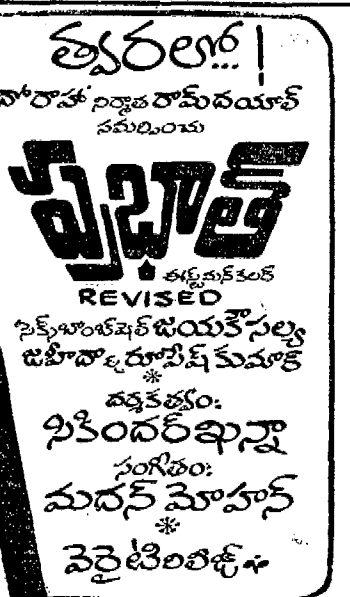 త్వరలో...!
దోరాహా నిర్మాత రామ్‌దయాళ్
సమర్పించు
ప్రభాత్
ఈస్ట్‌మన్‌కలర్
REVISED
సెక్స్‌బాంబ్‌షెల్ జయకౌసల్య
జహీదా, రూపేష్ కుమార్
*
దర్శకత్వం:
సికిందర్ ఖన్నా
సంగీతం:
మదన్ మోహన్
*
వెరైటీ రిలీజ్ *